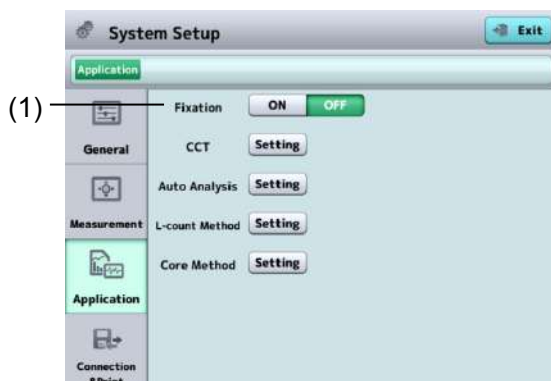 System Setup
Exit
Application
(1)
Fixation ON OFF
General
CCT Setting
Auto Analysis Setting
Measurement
L-count Method Setting
Core Method Setting
Application
Connection